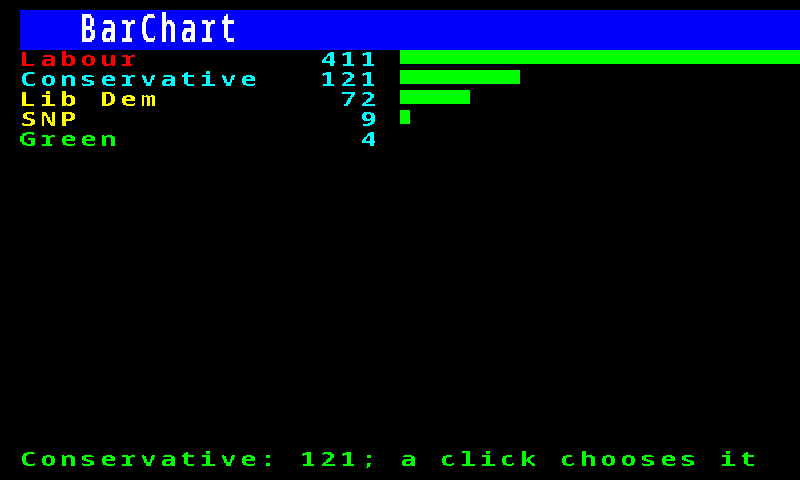 BarChart
Labour 411
Conservative 121
Lib Dem 72
SNP 9
Green 4
Conservative: 121; a click chooses it